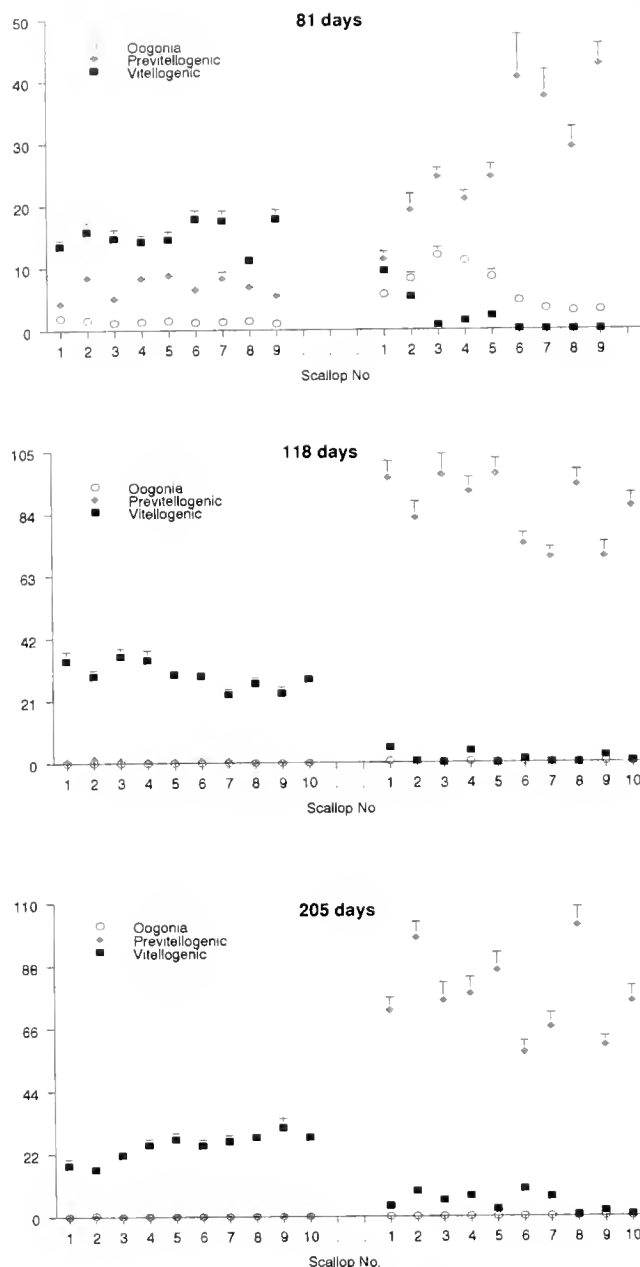 81 days
50
Oogonia
Previtellogenic
Vitellogenic
40
30
20
10
0
1 2 3 4 5 6 7 8 9 1 2 3 4 5 6 7 8 9
Scallop No
118 days
105
Oogonia
Previtellogenic
Vitellogenic
84
63
42
21
0
1 2 3 4 5 6 7 8 9 10 1 2 3 4 5 6 7 8 9 10
Scallop No
205 days
110
Oogonia
Previtellogenic
Vitellogenic
88
66
44
22
0
1 2 3 4 5 6 7 8 9 10 1 2 3 4 5 6 7 8 9 10
Scallop No.